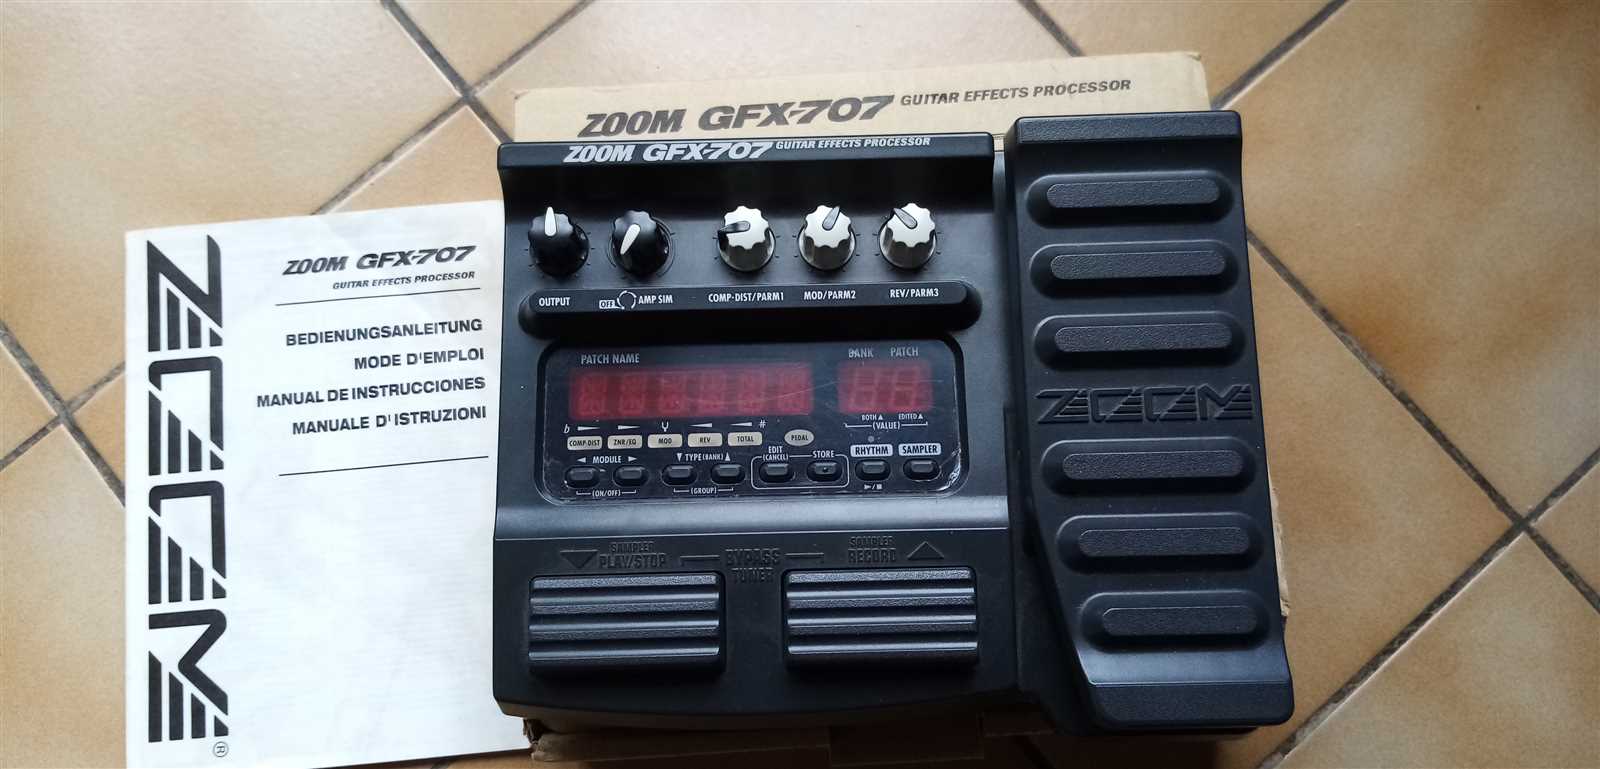 ZOOM GFX-707 GUITAR EFFECTS PROCESSOR
ZOOM GFX-707 GUITAR EFFECTS PROCESSOR
OUTPUT OFF AMP SIM COMP-DIST/PARM1 MOD/PARM2 REV/PARM3
PATCH NAME BANK PATCH
BOTH▲ EDITED▲
(VALUE)
b ♯
COMP-DIST ZNR/EQ MOD REV TOTAL PEDAL
◄ MODULE ► ▼ TYPE(BANK) ▲ EDIT (CANCEL) STORE RHYTHM SAMPLER
(ON/OFF) (GROUP) ►/■
SAMPLER PLAY/STOP
BYPASS
TUNER
SAMPLER RECORD
ZOOM
ZOOM®
ZOOM GFX-707
GUITAR EFFECTS PROCESSOR
BEDIENUNGSANLEITUNG
MODE D'EMPLOI
MANUAL DE INSTRUCCIONES
MANUALE D'ISTRUZIONI